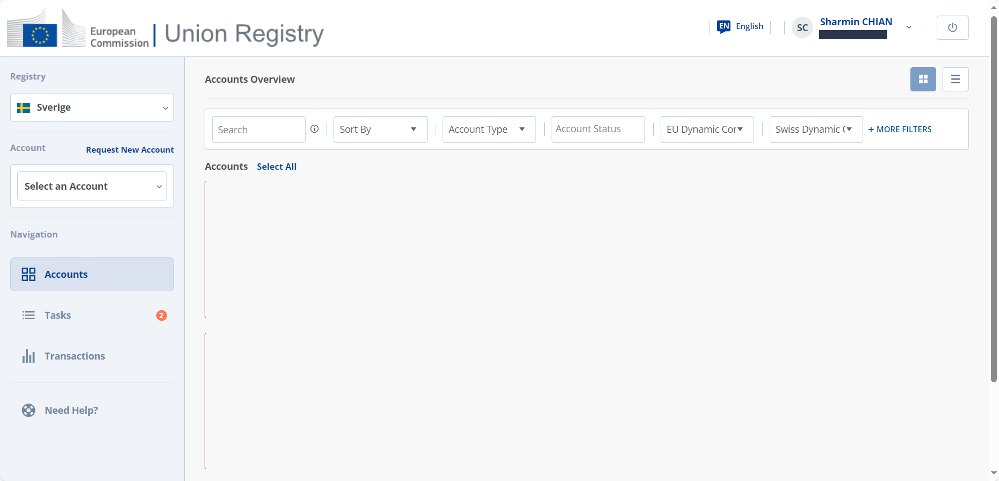 European
Commission
Union Registry
EN English
SC
Sharmin CHIAN
Registry
Sverige
Account
Request New Account
Select an Account
Navigation
Accounts
Tasks
2
Transactions
Need Help?
Accounts Overview
Search
Sort By
Account Type
Account Status
EU Dynamic Cor
Swiss Dynamic C
+ MORE FILTERS
Accounts Select All